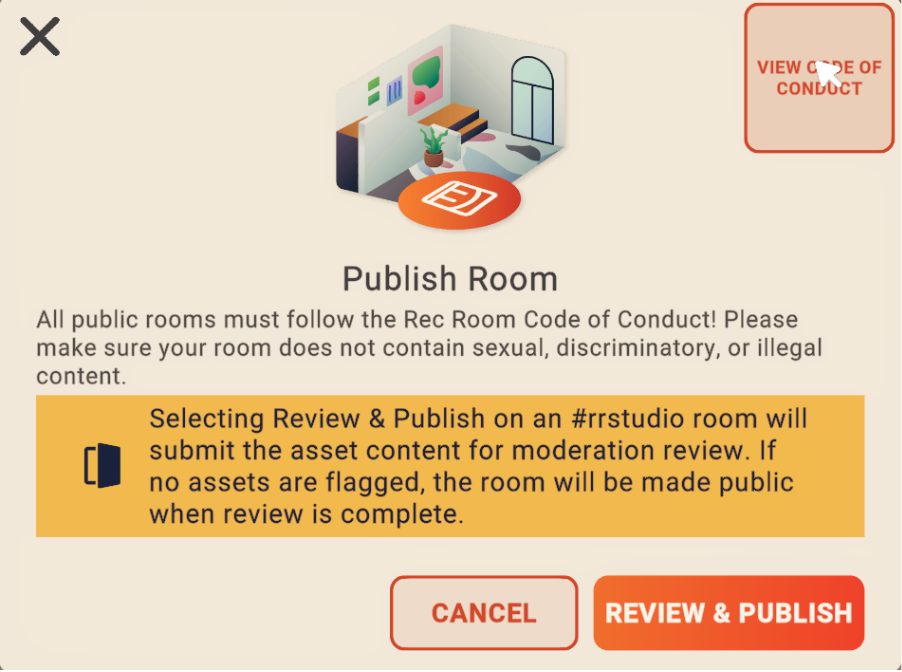 VIEW CODE OF
CONDUCT
Publish Room
All public rooms must follow the Rec Room Code of Conduct! Please
make sure your room does not contain sexual, discriminatory, or illegal
content.
Selecting Review & Publish on an #rrstudio room will
submit the asset content for moderation review. If
no assets are flagged, the room will be made public
when review is complete.
CANCEL
REVIEW & PUBLISH